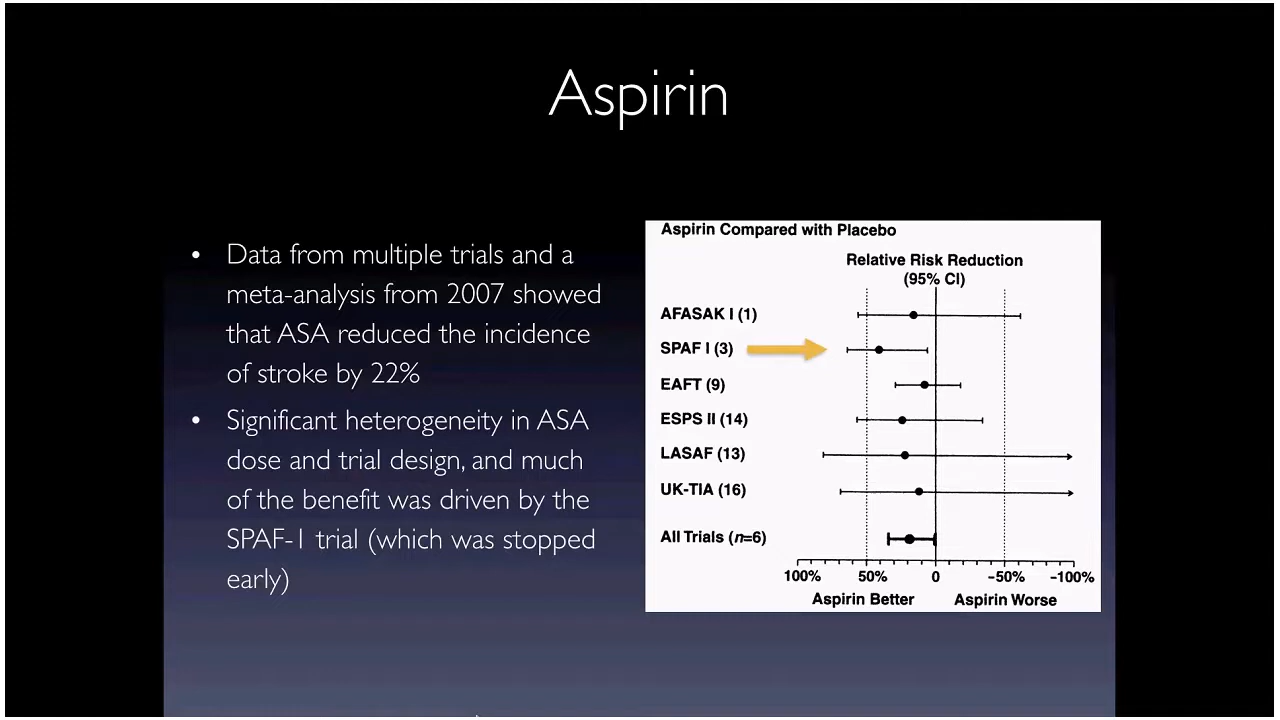 Aspirin
• Data from multiple trials and a
meta-analysis from 2007 showed
that ASA reduced the incidence
of stroke by 22%
• Significant heterogeneity in ASA
dose and trial design, and much
of the benefit was driven by the
SPAF-1 trial (which was stopped
early)
Aspirin Compared with Placebo
Relative Risk Reduction
(95% CI)
AFASAK I (1)
SPAF I (3)
EAFT (9)
ESPS II (14)
LASAF (13)
UK-TIA (16)
All Trials (n=6)
100% 50% 0 -50% -100%
Aspirin Better Aspirin Worse